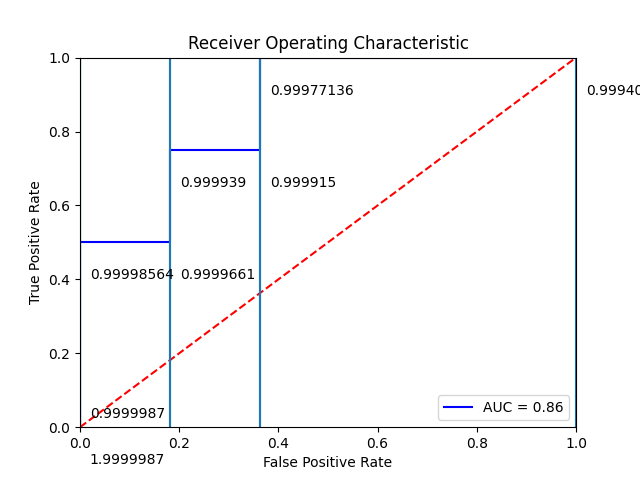 Receiver Operating Characteristic
1.0
0.99977136
0.99940
0.8
0.999939
0.999915
0.6
True Positive Rate
0.4
0.99998564
0.9999661
0.2
0.9999987
AUC = 0.86
0.0
0.0 0.2 0.4 0.6 0.8 1.0
1.9999987
False Positive Rate